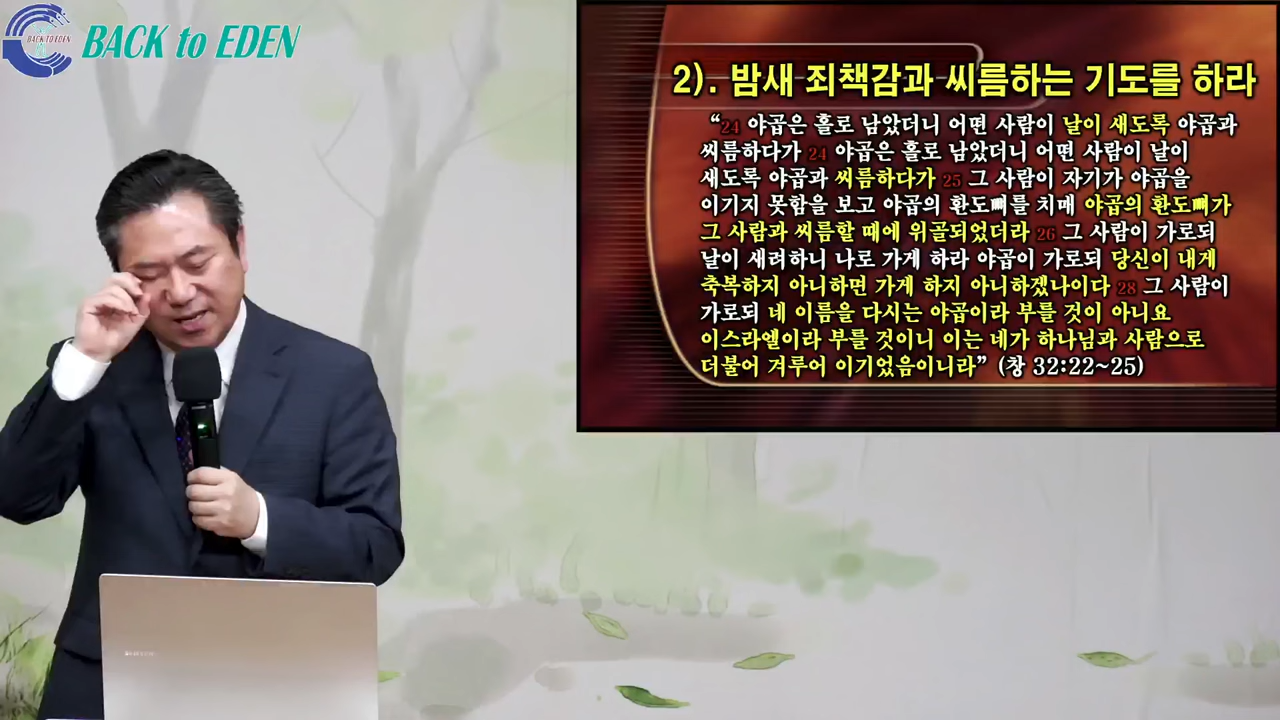 BACK TO EDEN
BACK to EDEN
2). 밤새 죄책감과 씨름하는 기도를 하라
“24 야곱은 홀로 남았더니 어떤 사람이 날이 새도록 야곱과
씨름하다가 24 야곱은 홀로 남았더니 어떤 사람이 날이
새도록 야곱과 씨름하다가 25 그 사람이 자기가 야곱을
이기지 못함을 보고 야곱의 환도뼈를 치매 야곱의 환도뼈가
그 사람과 씨름할 때에 위골되었더라 26 그 사람이 가로되
날이 새려하니 나로 가게 하라 야곱이 가로되 당신이 내게
축복하지 아니하면 가게 하지 아니하겠나이다 28 그 사람이
가로되 네 이름을 다시는 야곱이라 부를 것이 아니요
이스라엘이라 부를 것이니 이는 네가 하나님과 사람으로
더불어 겨루어 이기었음이니라” (창 32:22~25)